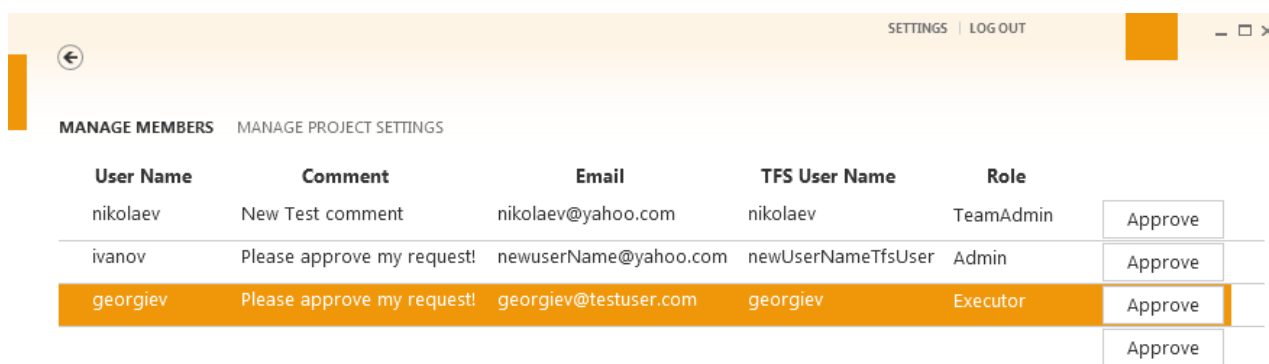 SETTINGS | LOG OUT
MANAGE MEMBERS MANAGE PROJECT SETTINGS
User Name Comment Email TFS User Name Role
nikolaev New Test comment nikolaev@yahoo.com nikolaev TeamAdmin Approve
ivanov Please approve my request! newuserName@yahoo.com newUserNameTfsUser Admin Approve
georgiev Please approve my request! georgiev@testuser.com georgiev Executor Approve
Approve